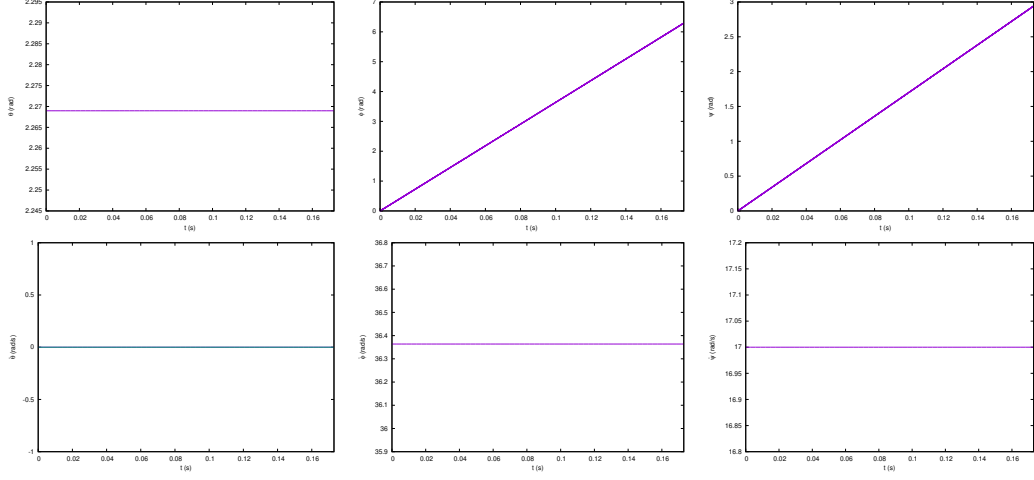 2.295
2.29
2.285
2.28
2.275
2.27
2.265
2.26
2.255
2.25
2.245
θ (rad)
0 0.02 0.04 0.06 0.08 0.1 0.12 0.14 0.16
t (s)
7
6
5
4
3
2
1
0
ϕ (rad)
0 0.02 0.04 0.06 0.08 0.1 0.12 0.14 0.16
t (s)
3
2.5
2
1.5
1
0.5
0
ψ (rad)
0 0.02 0.04 0.06 0.08 0.1 0.12 0.14 0.16
t (s)
1
0.5
0
-0.5
-1
θ̇ (rad/s)
0 0.02 0.04 0.06 0.08 0.1 0.12 0.14 0.16
t (s)
36.8
36.7
36.6
36.5
36.4
36.3
36.2
36.1
36
35.9
ϕ̇ (rad/s)
0 0.02 0.04 0.06 0.08 0.1 0.12 0.14 0.16
t (s)
17.2
17.15
17.1
17.05
17
16.95
16.9
16.85
16.8
ψ̇ (rad/s)
0 0.02 0.04 0.06 0.08 0.1 0.12 0.14 0.16
t (s)